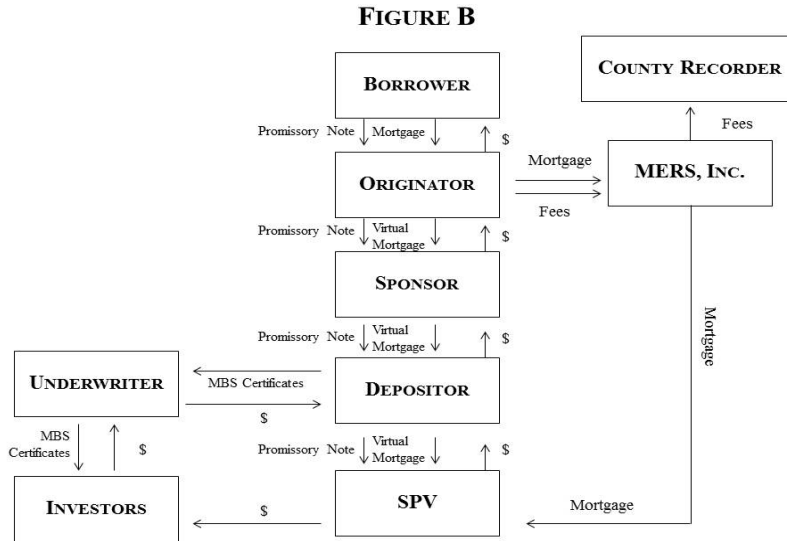 FIGURE B
COUNTY RECORDER
BORROWER
Fees
Promissory Note
Mortgage
$
Mortgage
MERS, INC.
ORIGINATOR
Fees
Promissory Note
Virtual
Mortgage
$
SPONSOR
Mortgage
Promissory Note
Virtual
Mortgage
$
UNDERWRITER
MBS Certificates
DEPOSITOR
$
MBS
Certificates
$
Promissory Note
Virtual
Mortgage
$
INVESTORS
$
SPV
Mortgage